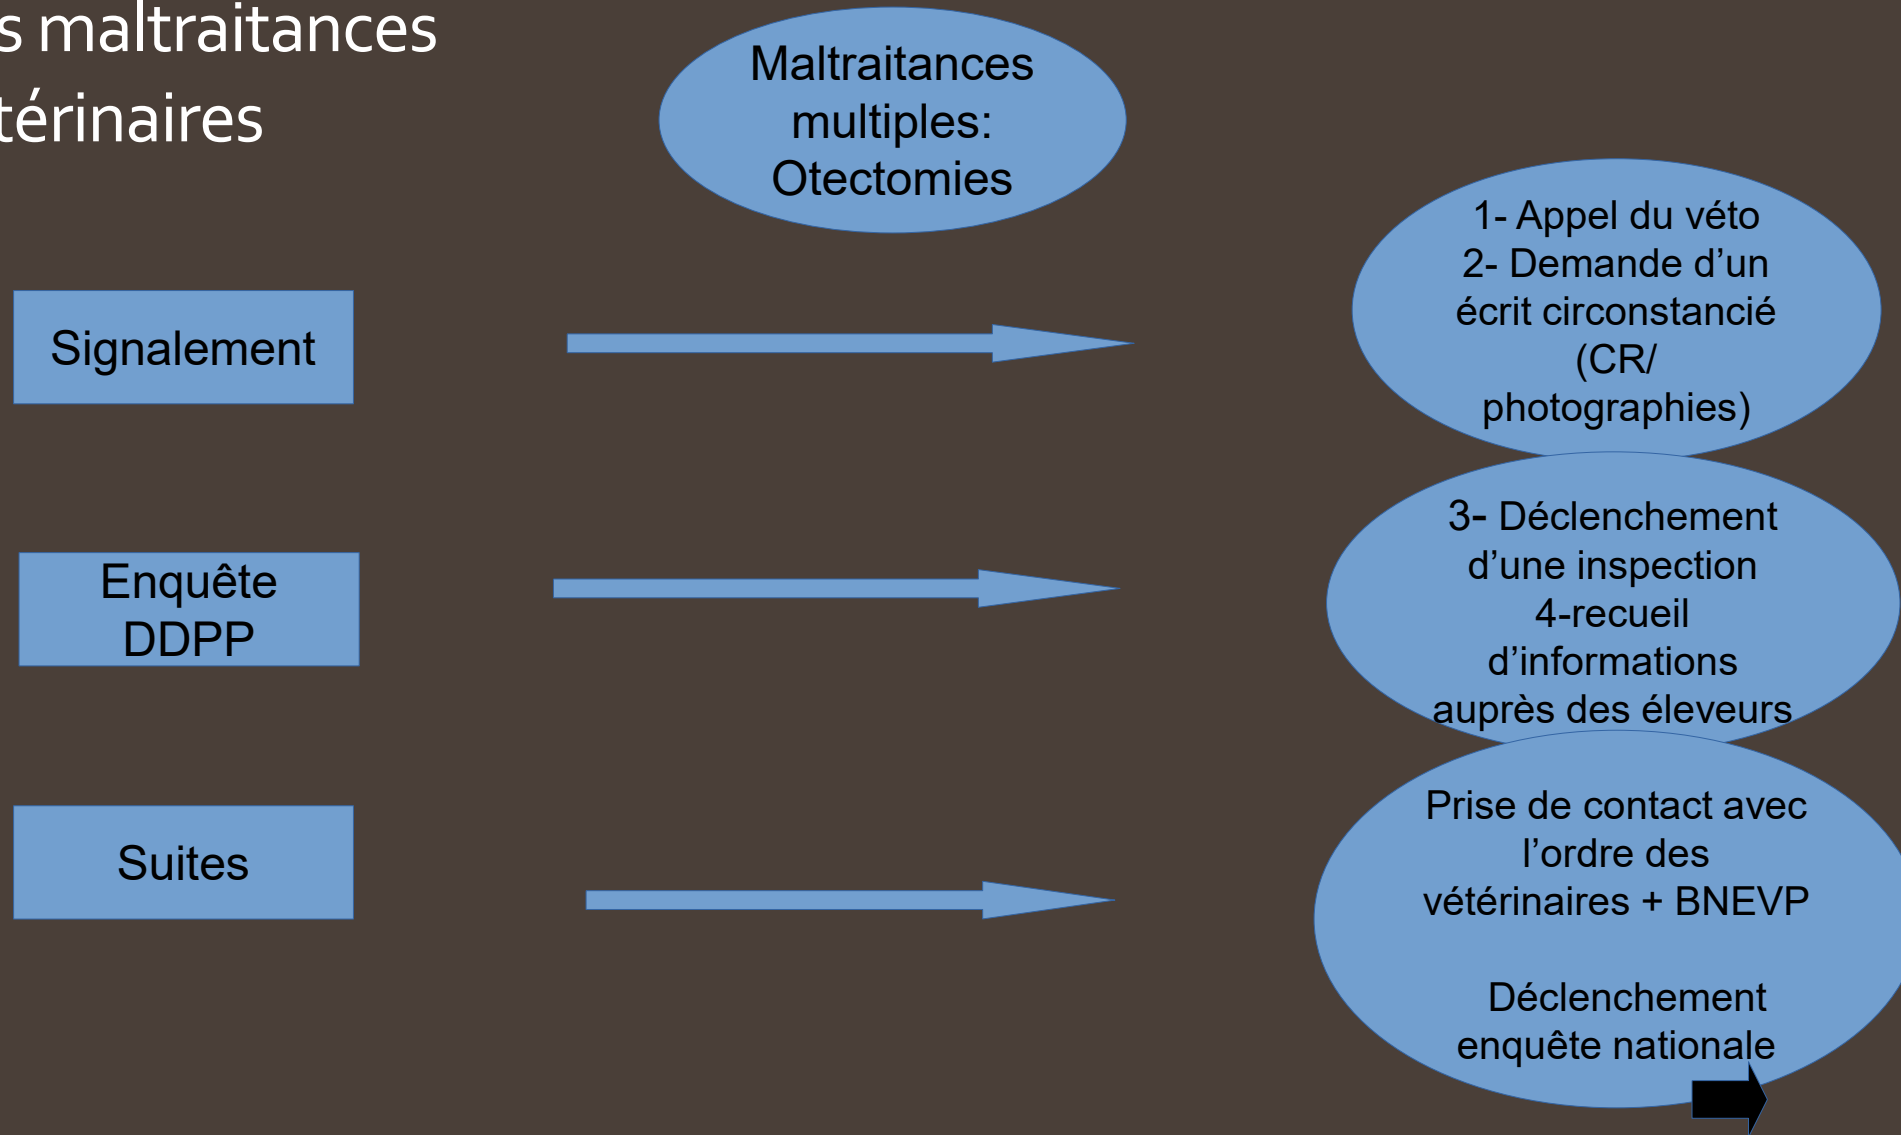 s maltraitances
térinaires
Maltraitances
multiples:
Otectomies
Signalement
1- Appel du véto
2- Demande d’un
écrit circonstancié
(CR/
photographies)
Enquête
DDPP
3- Déclenchement
d’une inspection
4-recueil
d’informations
auprès des éleveurs
Suites
Prise de contact avec
l’ordre des
vétérinaires + BNEVP
Déclenchement
enquête nationale